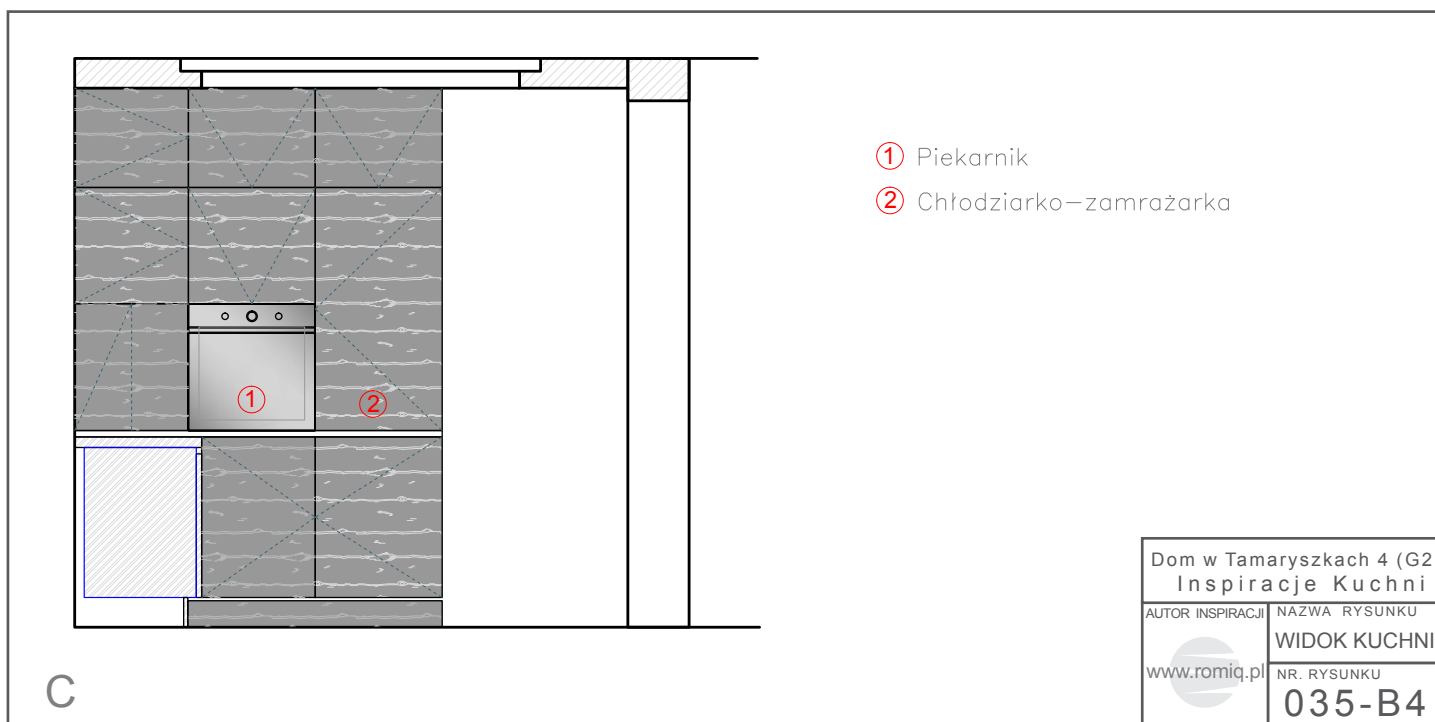 1 Piekarnik
2 Chłodziarko-zamrażarka
1
2
C
Dom w Tamaryszkach 4 (G2
Inspiracje Kuchni
AUTOR INSPIRACJI
www.romiq.pl
NAZWA RYSUNKU
WIDOK KUCHNI
NR. RYSUNKU
035-B4